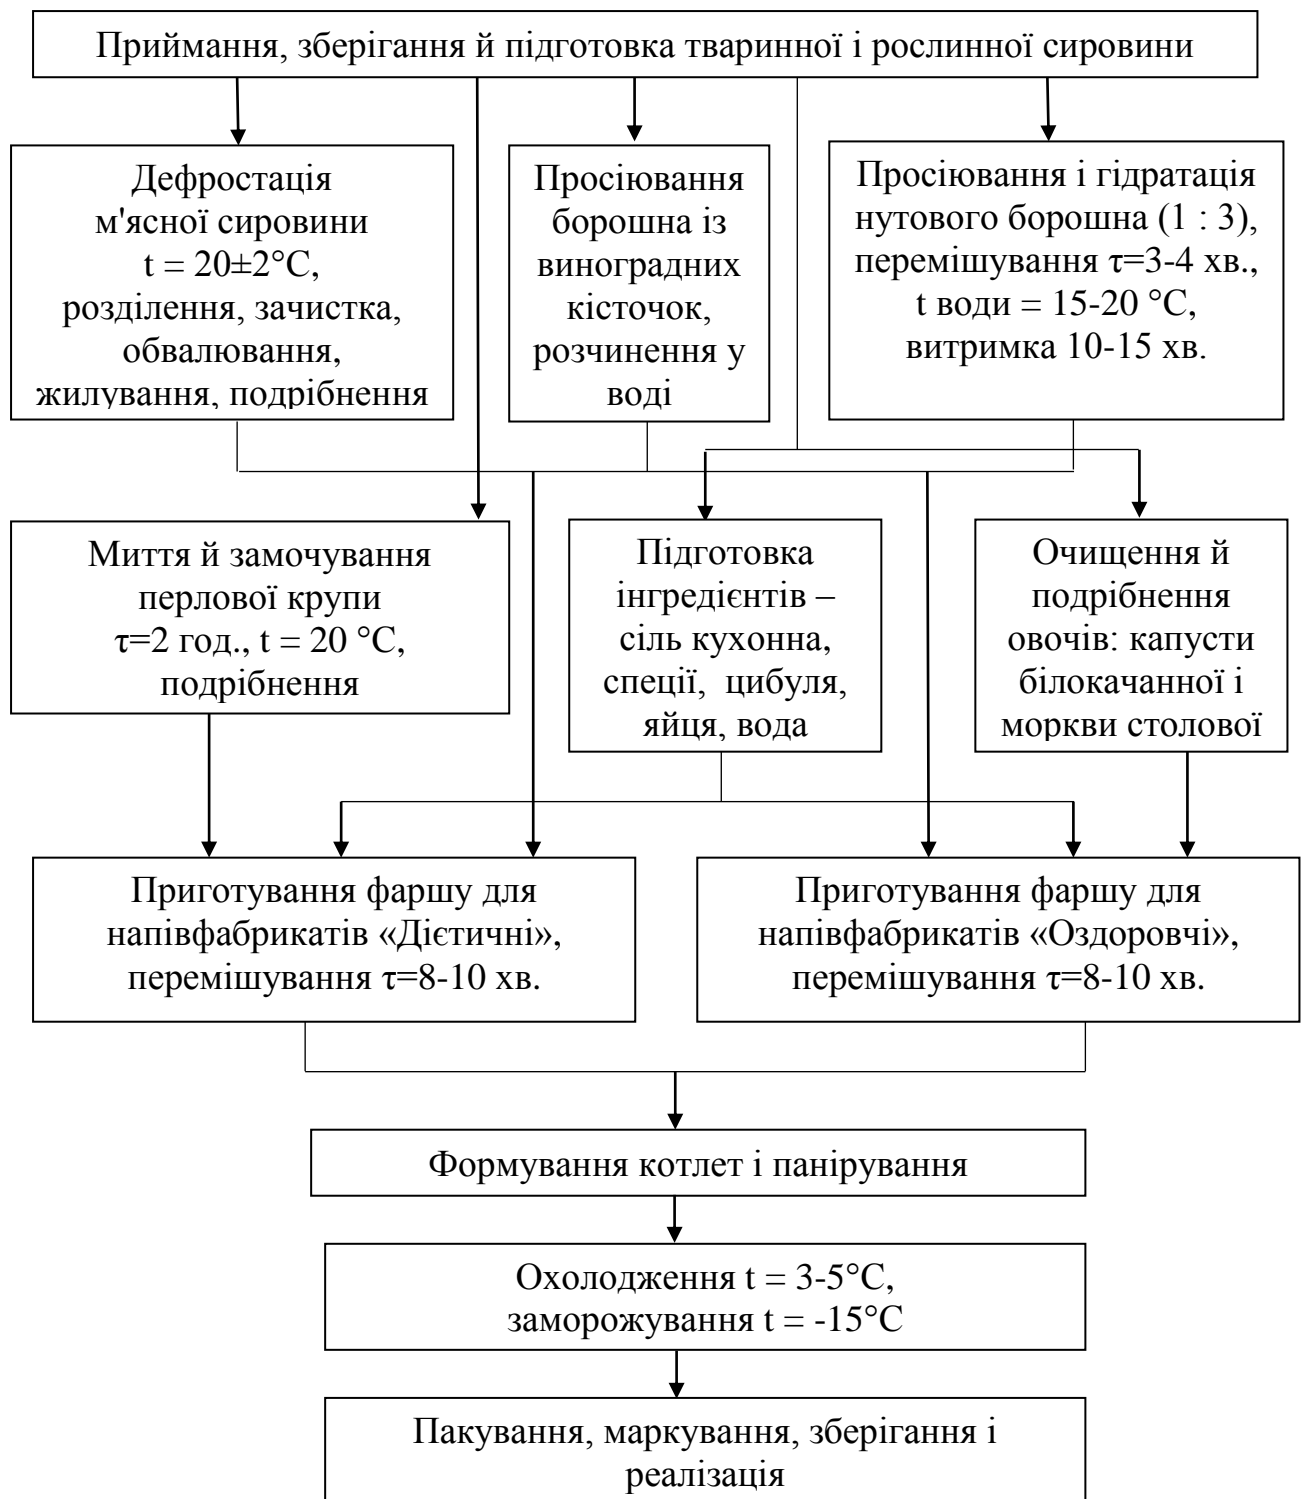 Приймання, зберігання й підготовка тваринної і рослинної сировини
Дефростація
м'ясної сировини
t = 20±2°С,
розділення, зачистка,
обвалювання,
жилування, подрібнення
Просіювання
борошна із
виноградних
кісточок,
розчинення у
воді
Просіювання і гідратація
нутового борошна (1 : 3),
перемішування τ=3-4 хв.,
t води = 15-20 °С,
витримка 10-15 хв.
Миття й замочування
перлової крупи
τ=2 год., t = 20 °С,
подрібнення
Підготовка
інгредієнтів –
сіль кухонна,
спеції, цибуля,
яйця, вода
Очищення й
подрібнення
овочів: капусти
білокачанної і
моркви столової
Приготування фаршу для
напівфабрикатів «Дієтичні»,
перемішування τ=8-10 хв.
Приготування фаршу для
напівфабрикатів «Оздоровчі»,
перемішування τ=8-10 хв.
Формування котлет і панірування
Охолодження t = 3-5°С,
заморожування t = -15°С
Пакування, маркування, зберігання і
реалізація